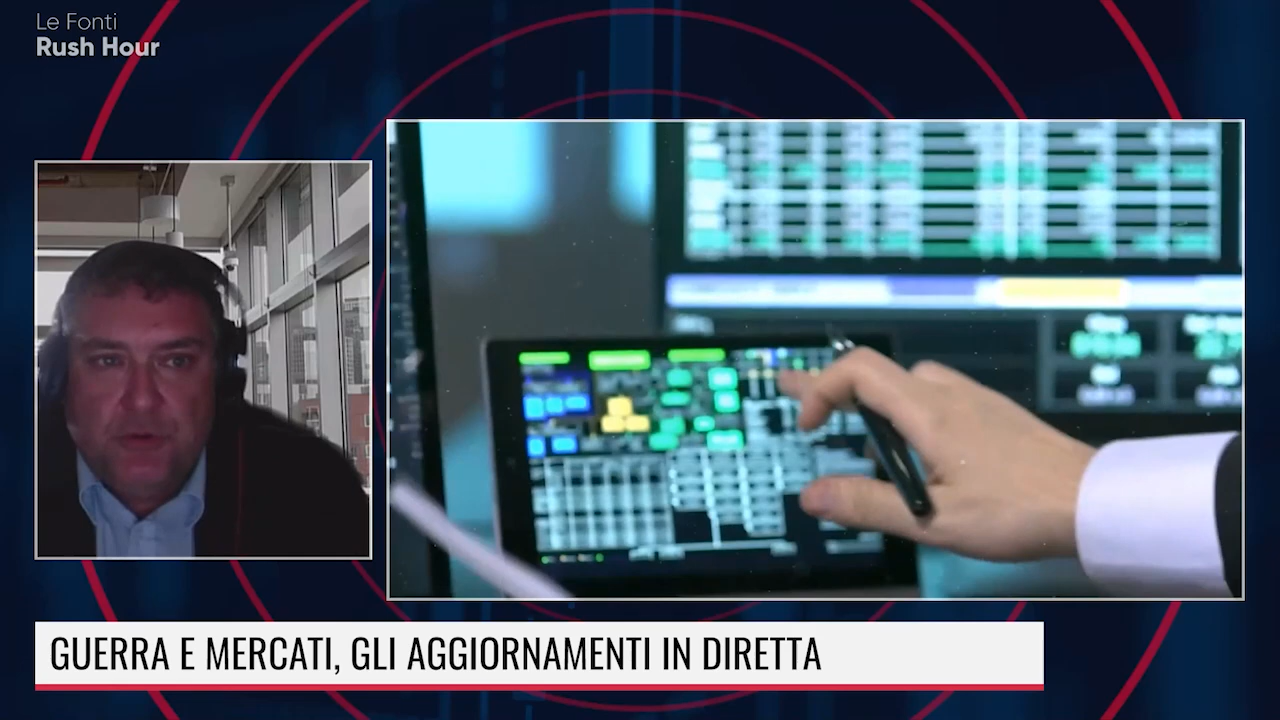 Le Fonti
Rush Hour
GUERRA E MERCATI, GLI AGGIORNAMENTI IN DIRETTA